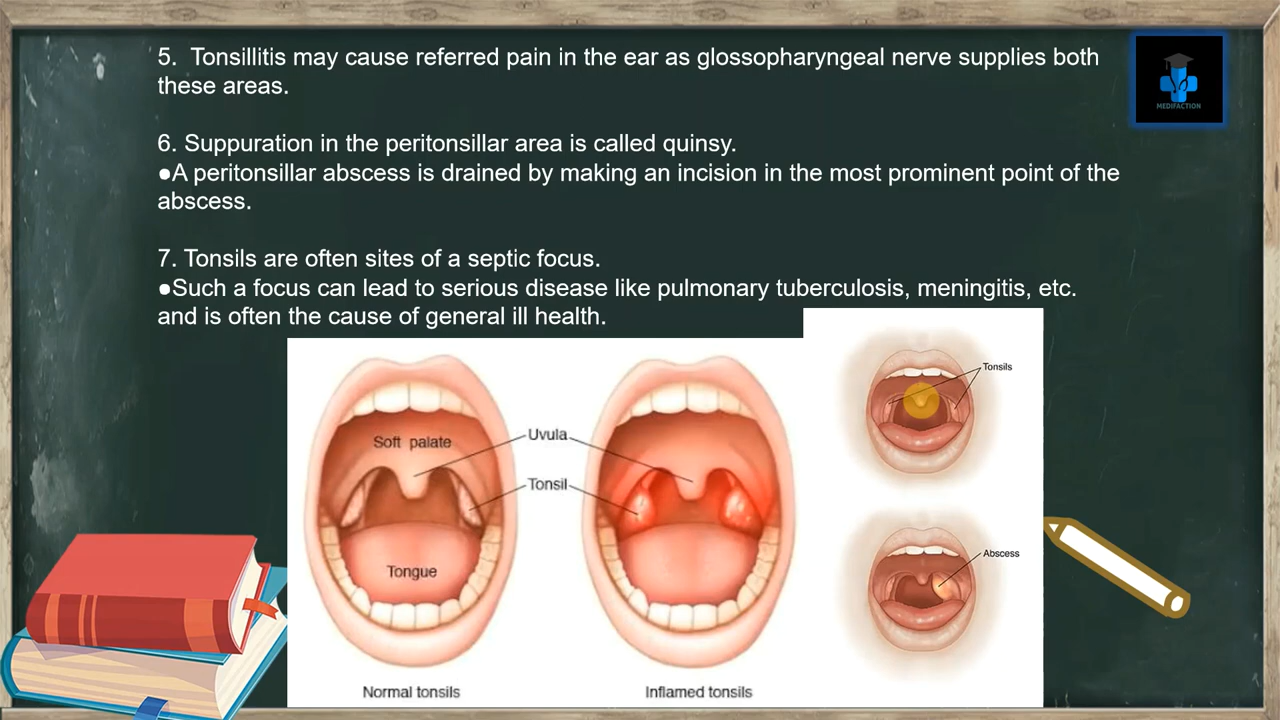 5.  Tonsillitis may cause referred pain in the ear as glossopharyngeal nerve supplies both
these areas.
6. Suppuration in the peritonsillar area is called quinsy.
●A peritonsillar abscess is drained by making an incision in the most prominent point of the
abscess.
7. Tonsils are often sites of a septic focus.
●Such a focus can lead to serious disease like pulmonary tuberculosis, meningitis, etc.
and is often the cause of general ill health.
MEDIFACTION
Soft palate
Uvula
Tonsil
Tongue
Normal tonsils
Inflamed tonsils
Tonsils
Abscess